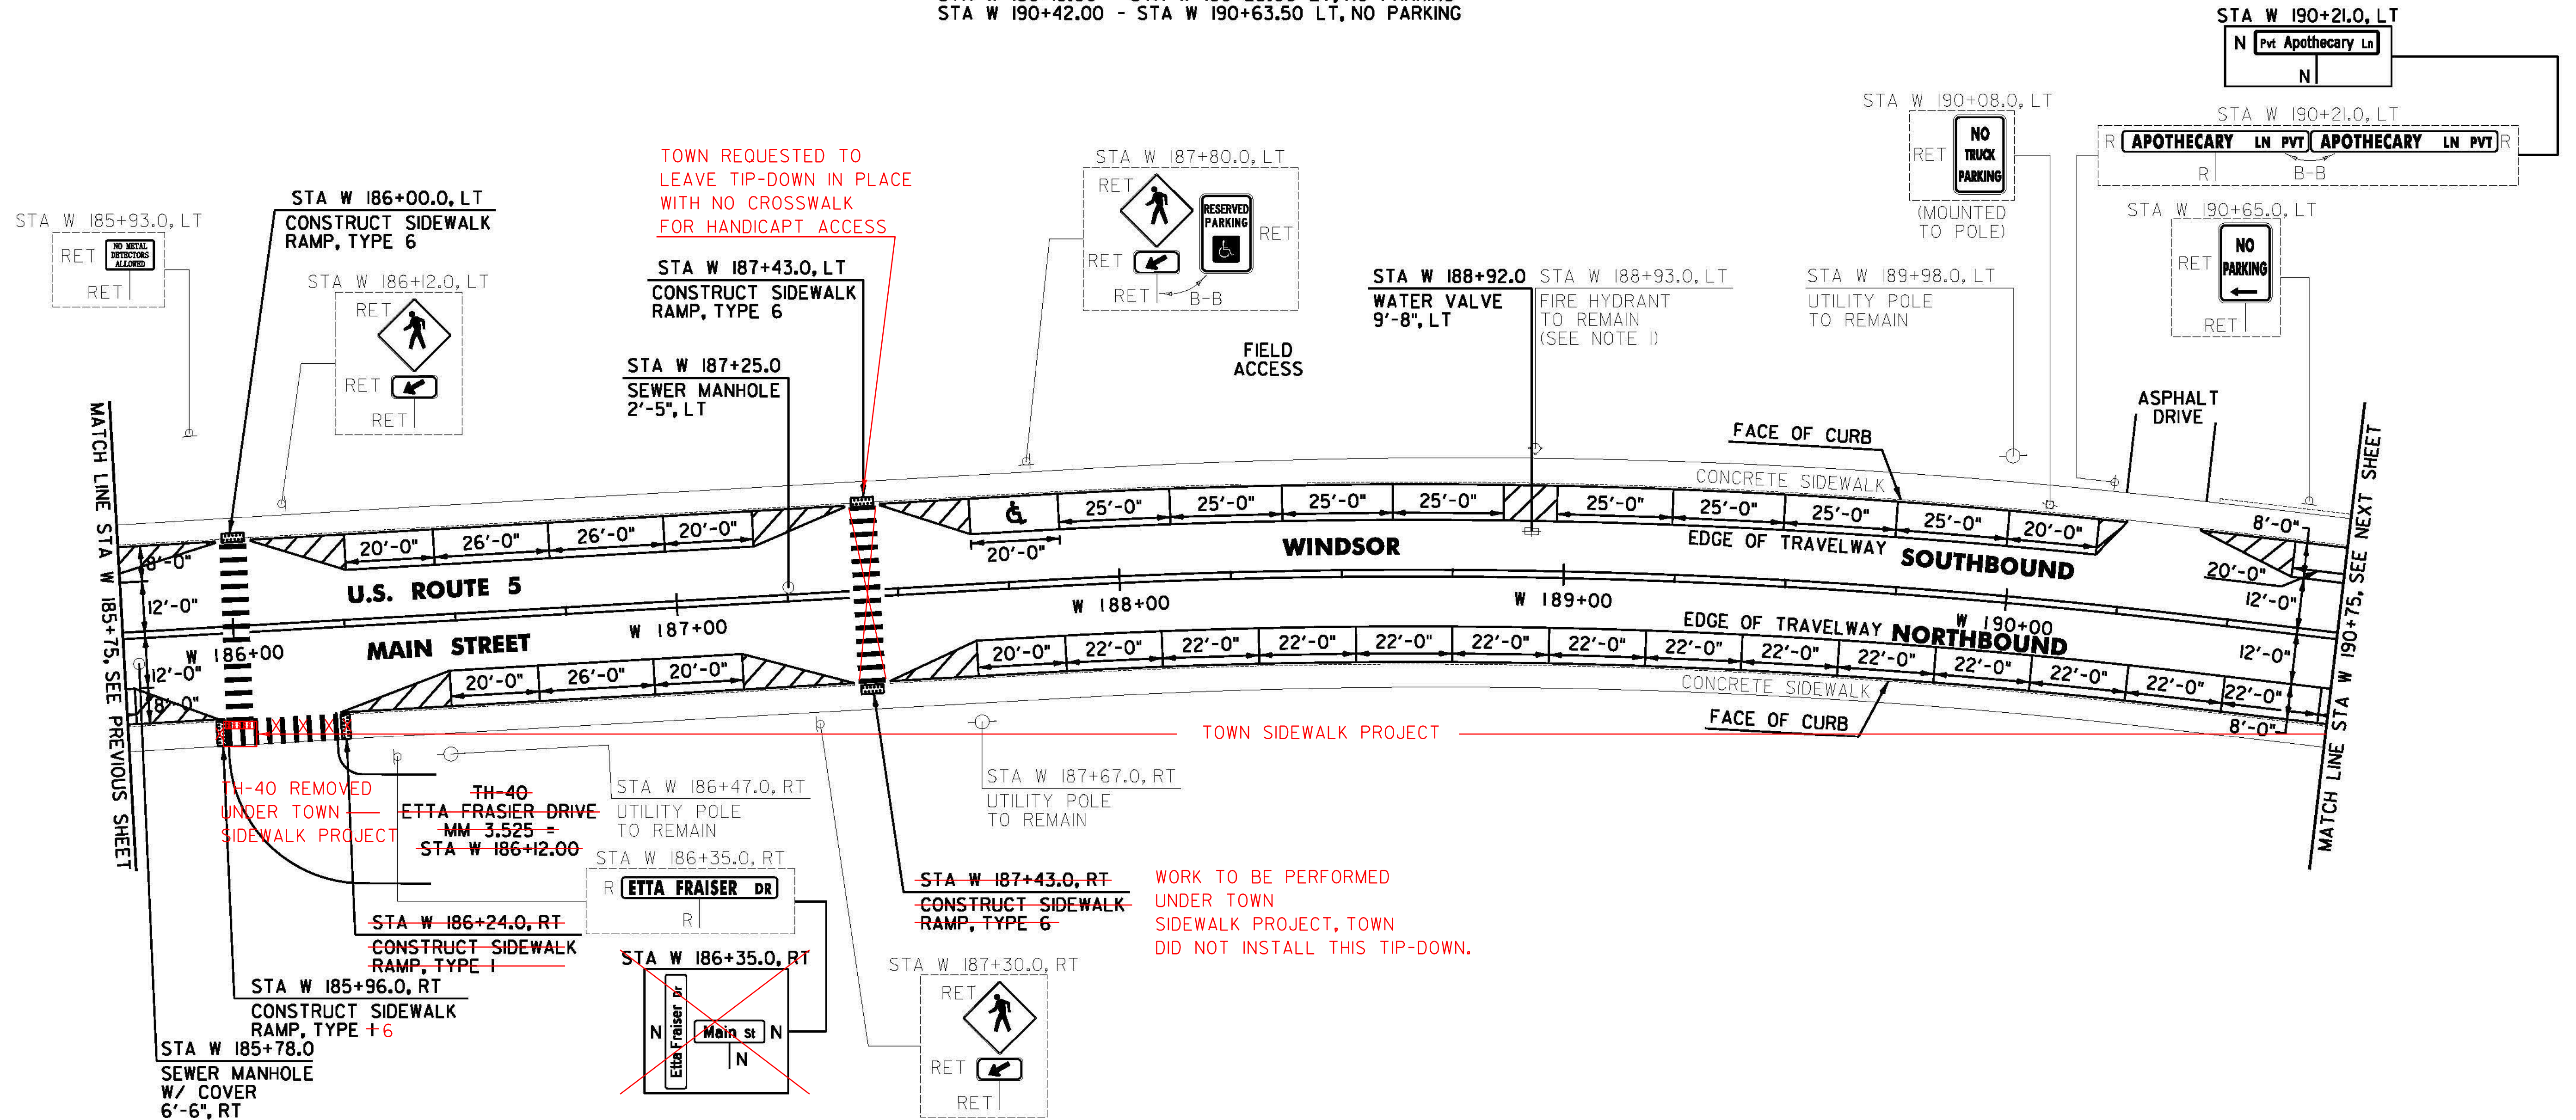 STA W 190+42.00 - STA W 190+63.50 LT, NO PARKING
STA W 190+21.0, LT
N Pvt Apothecary Ln
N
STA W 190+08.0, LT
RET
NO
TRUCK
PARKING
(MOUNTED
TO POLE)
STA W 190+21.0, LT
R APOTHECARY LN PVT APOTHECARY LN PVT R
R B-B
STA W 190+65.0, LT
RET
NO
PARKING
RET
TOWN REQUESTED TO
LEAVE TIP-DOWN IN PLACE
WITH NO CROSSWALK
FOR HANDICAPT ACCESS
STA W 187+80.0, LT
RET
RESERVED
PARKING
RET
RET
RET B-B
STA W 185+93.0, LT
RET
NO METAL
DETECTORS
ALLOWED
RET
STA W 186+00.0, LT
CONSTRUCT SIDEWALK
RAMP, TYPE 6
STA W 186+12.0, LT
RET
RET
RET
STA W 187+43.0, LT
CONSTRUCT SIDEWALK
RAMP, TYPE 6
STA W 187+25.0
SEWER MANHOLE
2'-5", LT
FIELD
ACCESS
STA W 188+92.0
WATER VALVE
9'-8", LT
STA W 188+93.0, LT
FIRE HYDRANT
TO REMAIN
(SEE NOTE 1)
STA W 189+98.0, LT
UTILITY POLE
TO REMAIN
ASPHALT
DRIVE
FACE OF CURB
CONCRETE SIDEWALK
MATCH LINE STA W 185+75, SEE PREVIOUS SHEET
MATCH LINE STA W 190+75, SEE NEXT SHEET
8'-0"
20'-0" 26'-0" 26'-0" 20'-0"
20'-0"
25'-0" 25'-0" 25'-0" 25'-0" 25'-0" 25'-0" 25'-0" 25'-0" 20'-0"
8'-0"
20'-0"
12'-0"
12'-0"
U.S. ROUTE 5
WINDSOR
EDGE OF TRAVELWAY
SOUTHBOUND
W 186+00
W 187+00
W 188+00
W 189+00
W 190+00
MAIN STREET
EDGE OF TRAVELWAY
NORTHBOUND
12'-0"
12'-0"
8'-0"
20'-0" 26'-0" 20'-0"
20'-0" 22'-0" 22'-0" 22'-0" 22'-0" 22'-0" 22'-0" 22'-0" 22'-0" 22'-0" 22'-0" 22'-0" 22'-0" 22'-0"
8'-0"
CONCRETE SIDEWALK
FACE OF CURB
TOWN SIDEWALK PROJECT
TH-40 REMOVED
UNDER TOWN
SIDEWALK PROJECT
TH-40
ETTA FRASIER DRIVE
MM 3.525 =
STA W 186+12.00
STA W 186+47.0, RT
UTILITY POLE
TO REMAIN
STA W 187+67.0, RT
UTILITY POLE
TO REMAIN
STA W 186+35.0, RT
R ETTA FRAISER DR
R
STA W 187+43.0, RT
CONSTRUCT SIDEWALK
RAMP, TYPE 6
WORK TO BE PERFORMED
UNDER TOWN
SIDEWALK PROJECT, TOWN
DID NOT INSTALL THIS TIP-DOWN.
STA W 186+24.0, RT
CONSTRUCT SIDEWALK
RAMP, TYPE 1
STA W 186+35.0, RT
N Etta Fraiser Dr
Main St N
N
STA W 187+30.0, RT
RET
RET
RET
STA W 185+96.0, RT
CONSTRUCT SIDEWALK
RAMP, TYPE 1 6
STA W 185+78.0
SEWER MANHOLE
W/ COVER
6'-6", RT